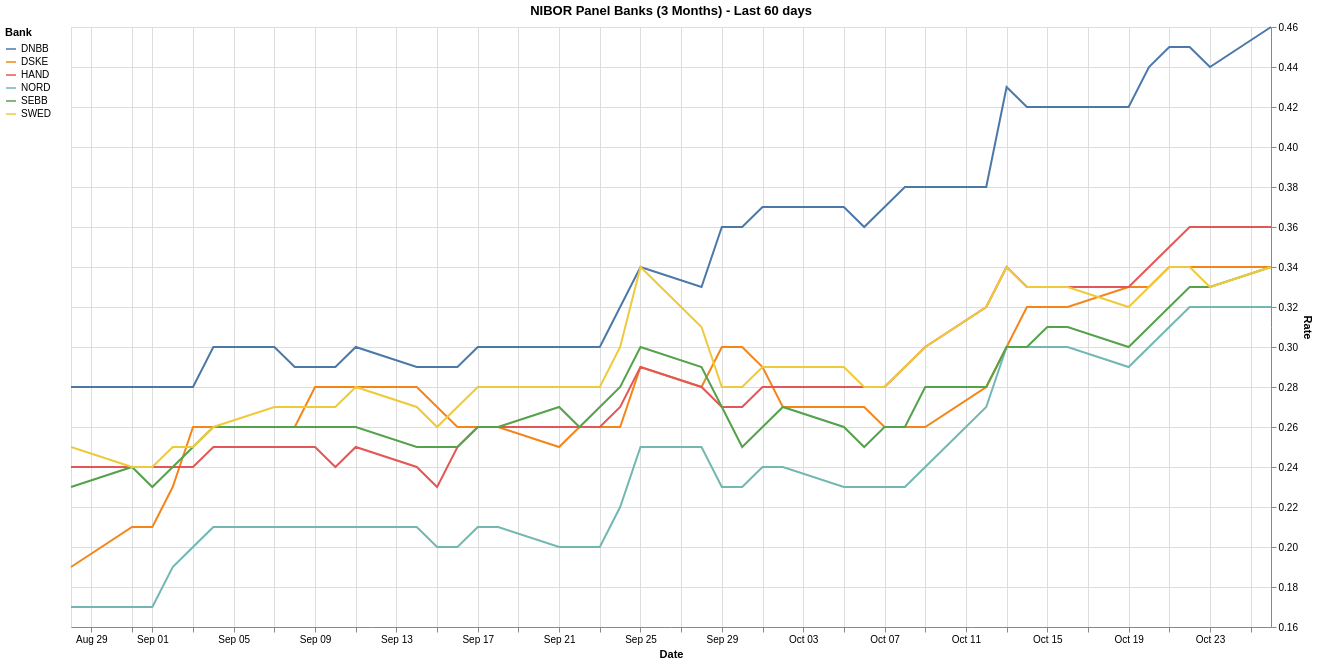 NIBOR Panel Banks (3 Months) - Last 60 days
Bank
DNBB
DSKE
HAND
NORD
SEBB
SWED
0.46
0.44
0.42
0.40
0.38
0.36
0.34
0.32
0.30
0.28
0.26
0.24
0.22
0.20
0.18
0.16
Rate
Aug 29 Sep 01 Sep 05 Sep 09 Sep 13 Sep 17 Sep 21 Sep 25 Sep 29 Oct 03 Oct 07 Oct 11 Oct 15 Oct 19 Oct 23
Date